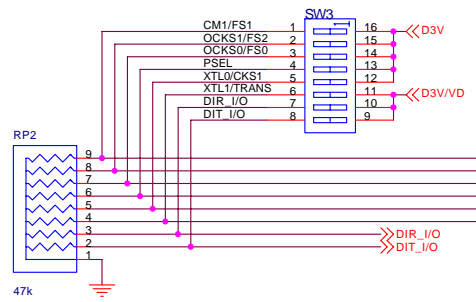 SW3
CM1/FS1 1 1 16 D3V
OCKS1/FS2 2 15
OCKS0/FS0 3 14
PSEL 4 13
XTL0/CKS1 5 12
XTL1/TRANS 6 11 D3V/VD
DIR_I/O 7 10
DIT_I/O 8 9
RP2
9
8
7
6
5
4
3 DIR_I/O
2 DIT_I/O
1
47k